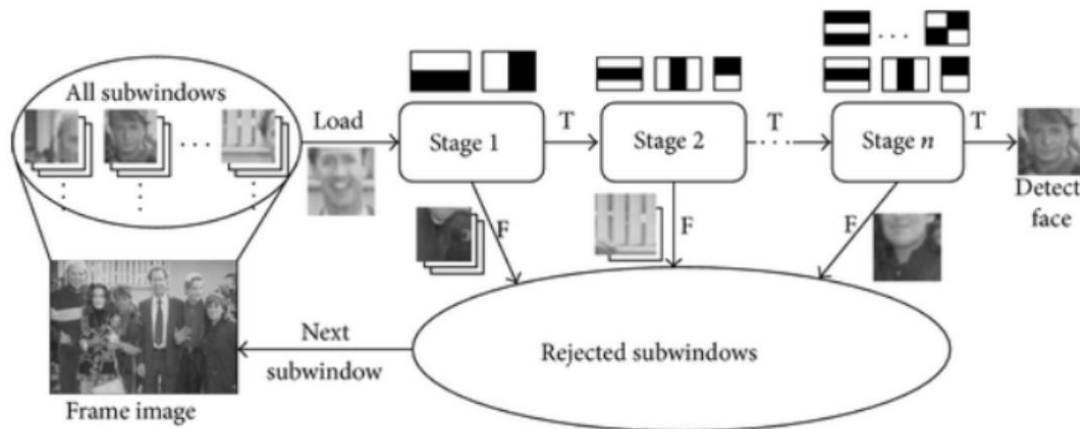 All subwindows
. . .
Load
Stage 1
T
Stage 2
T
. . .
. . .
Stage n
T
Detect
face
F
F
F
Next
subwindow
Rejected subwindows
Frame image